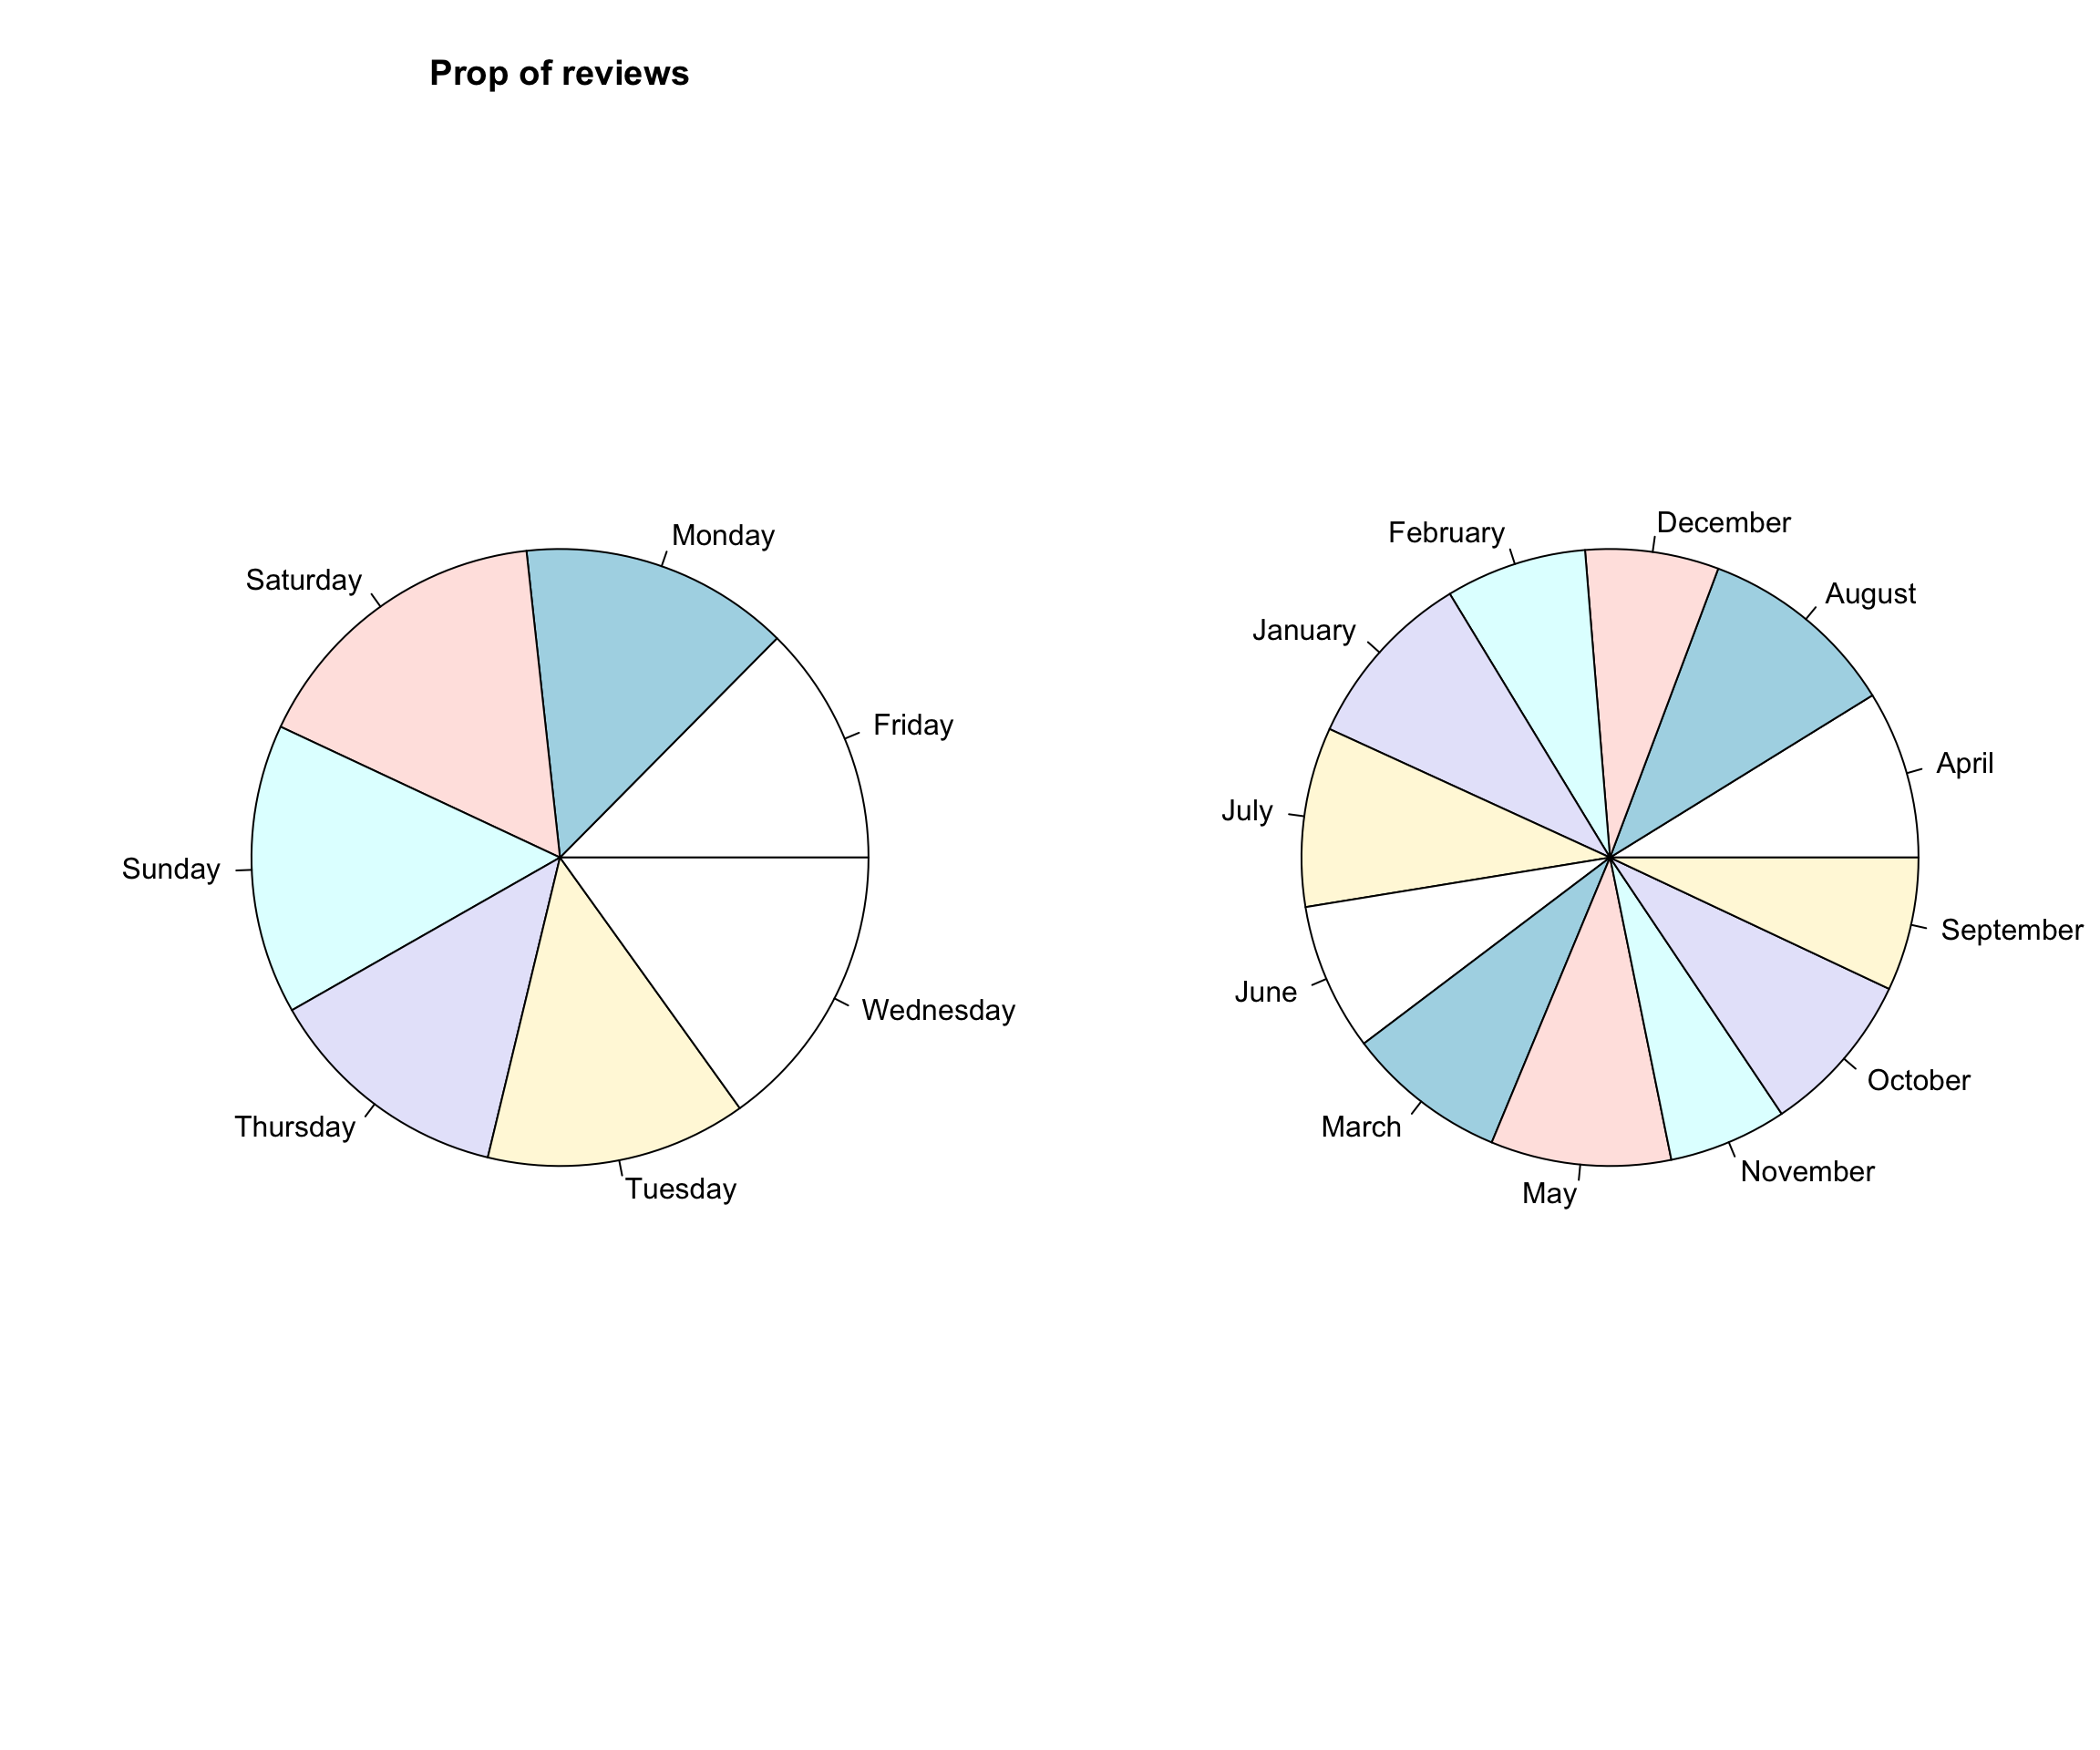 Prop of reviews
Monday
Saturday
Friday
Sunday
Wednesday
Thursday
Tuesday
December
February
August
January
April
July
September
June
October
March
November
May